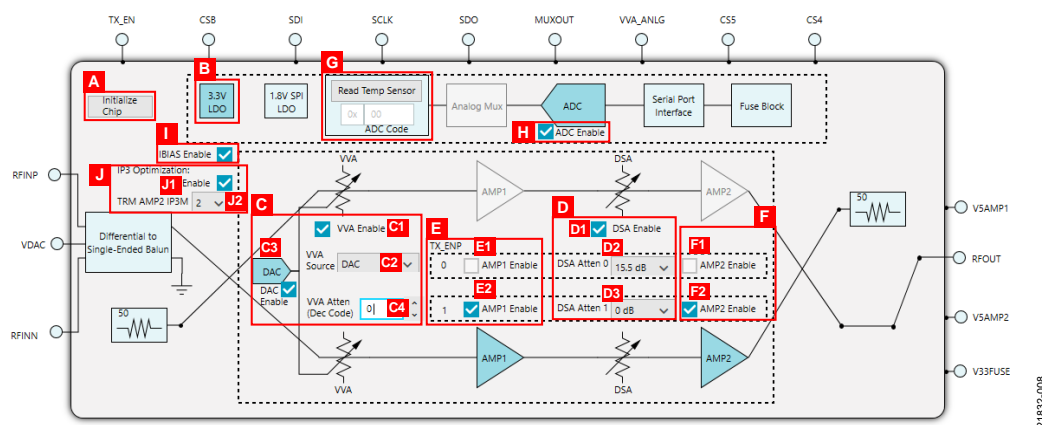 TX_EN CSB SDI SCLK SDO MUXOUT VVA_ANLG CS5 CS4
A
Initialize
Chip
B
3.3V
LDO
1.8V SPI
LDO
G
Read Temp Sensor
0x 00
ADC Code
Analog Mux
ADC
H
ADC Enable
Serial Port
Interface
Fuse Block
I
IBIAS Enable
J
IP3 Optimization:
J1 Enable
TRM AMP2 IP3M 2 J2
RFINP
VDAC
RFINN
Differential to
Single-Ended Balun
50
VVA
AMP1
DSA
AMP2
50
C
VVA Enable C1
C3
DAC
DAC
Enable
VVA
Source DAC C2
VVA Atten
(Dec Code) 0 C4
E
TX_ENP E1
0 AMP1 Enable
E2
1 AMP1 Enable
D
D1 DSA Enable
D2
DSA Atten 0 15.5 dB
D3
DSA Atten 1 0 dB
F
F1
AMP2 Enable
F2
AMP2 Enable
VVA
AMP1
DSA
AMP2
V5AMP1
RFOUT
V5AMP2
V33FUSE
21832-008